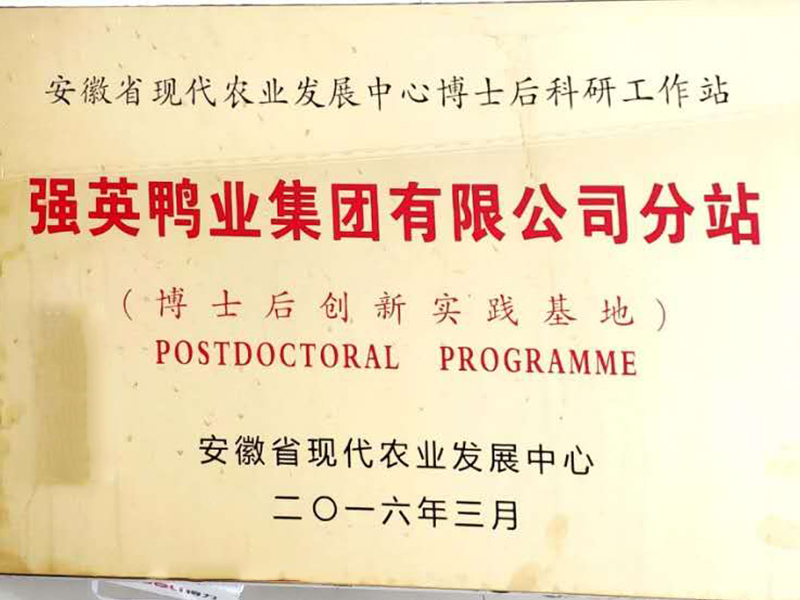 安徽省现代农业发展中心博士后科研工作站
强英鸭业集团有限公司分站
（博士后创新实践基地）
POSTDOCTORAL PROGRAMME
安徽省现代农业发展中心
二〇一六年三月